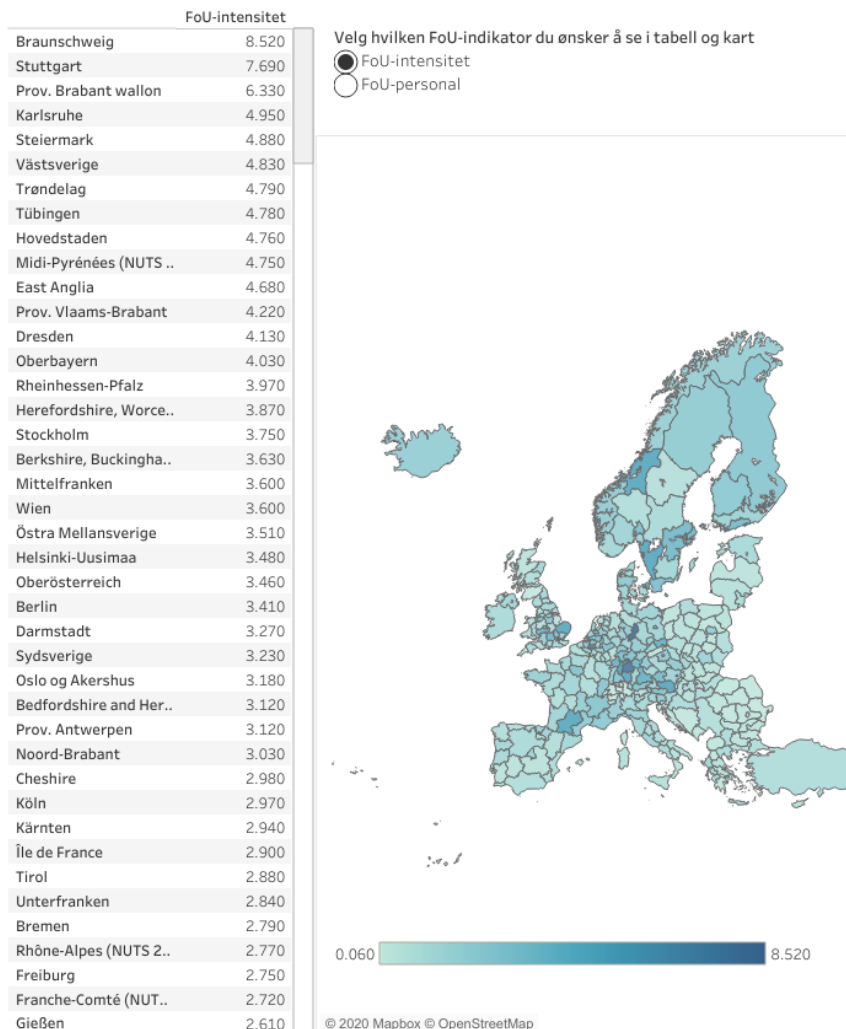 FoU-intensitet
Braunschweig 8.520
Stuttgart 7.690
Prov. Brabant wallon 6.330
Karlsruhe 4.950
Steiermark 4.880
Västsverige 4.830
Trøndelag 4.790
Tübingen 4.780
Hovedstaden 4.760
Midi-Pyrénées (NUTS .. 4.750
East Anglia 4.680
Prov. Vlaams-Brabant 4.220
Dresden 4.130
Oberbayern 4.030
Rheinhessen-Pfalz 3.970
Herefordshire, Worce.. 3.870
Stockholm 3.750
Berkshire, Buckingha.. 3.630
Mittelfranken 3.600
Wien 3.600
Östra Mellansverige 3.510
Helsinki-Uusimaa 3.480
Oberösterreich 3.460
Berlin 3.410
Darmstadt 3.270
Sydsverige 3.230
Oslo og Akershus 3.180
Bedfordshire and Her.. 3.120
Prov. Antwerpen 3.120
Noord-Brabant 3.030
Cheshire 2.980
Köln 2.970
Kärnten 2.940
Île de France 2.900
Tirol 2.880
Unterfranken 2.840
Bremen 2.790
Rhône-Alpes (NUTS 2.. 2.770
Freiburg 2.750
Franche-Comté (NUT.. 2.720
Gießen 2.610
Velg hvilken FoU-indikator du ønsker å se i tabell og kart
FoU-intensitet
FoU-personal
0.060 8.520
© 2020 Mapbox © OpenStreetMap